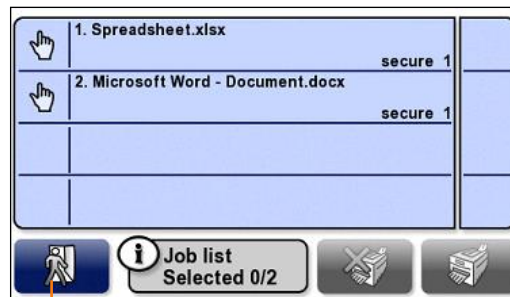 1. Spreadsheet.xlsx
secure 1
2. Microsoft Word - Document.docx
secure 1
i
Job list
Selected 0/2